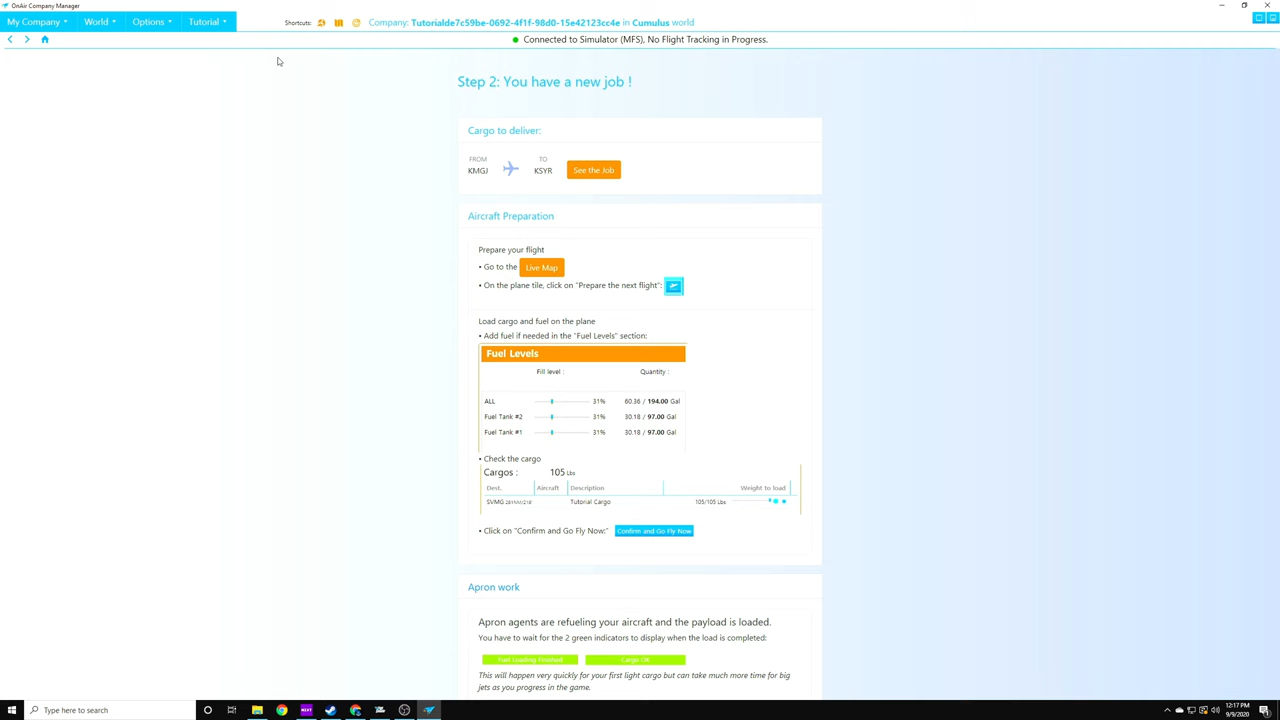 OnAir Company Manager
My Company World Options Tutorial Shortcuts: Company: Tutorialde7c59be-0692-4f1f-98d0-15e42123cc4e in Cumulus world
Connected to Simulator (MFS), No Flight Tracking in Progress.
Step 2: You have a new job !
Cargo to deliver:
FROM TO
KMGJ KSYR See the Job
Aircraft Preparation
Prepare your flight
• Go to the Live Map
• On the plane tile, click on "Prepare the next flight":
Load cargo and fuel on the plane
• Add fuel if needed in the "Fuel Levels" section:
Fuel Levels
Fill level : Quantity :
ALL 31% 60.36 / 194.00 Gal
Fuel Tank #2 31% 30.18 / 97.00 Gal
Fuel Tank #1 31% 30.18 / 97.00 Gal
• Check the cargo
Cargos : 105 Lbs
Dest. Aircraft Description Weight to load
SVMG 281NM/218° Tutorial Cargo 105/105 Lbs
• Click on "Confirm and Go Fly Now:" Confirm and Go Fly Now
Apron work
Apron agents are refueling your aircraft and the payload is loaded.
You have to wait for the 2 green indicators to display when the load is completed:
Fuel Loading Finished Cargo OK
This will happen very quickly for your first light cargo but can take much more time for big
jets as you progress in the game.
Type here to search
12:17 PM
9/9/2020